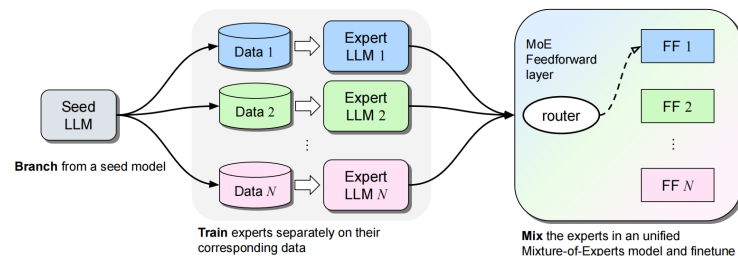 Seed
LLM
Branch from a seed model
Data 1
Expert
LLM 1
Data 2
Expert
LLM 2
⋮
Data N
Expert
LLM N
Train experts separately on their
corresponding data
MoE
Feedforward
layer
router
FF 1
FF 2
⋮
FF N
Mix the experts in an unified
Mixture-of-Experts model and finetune